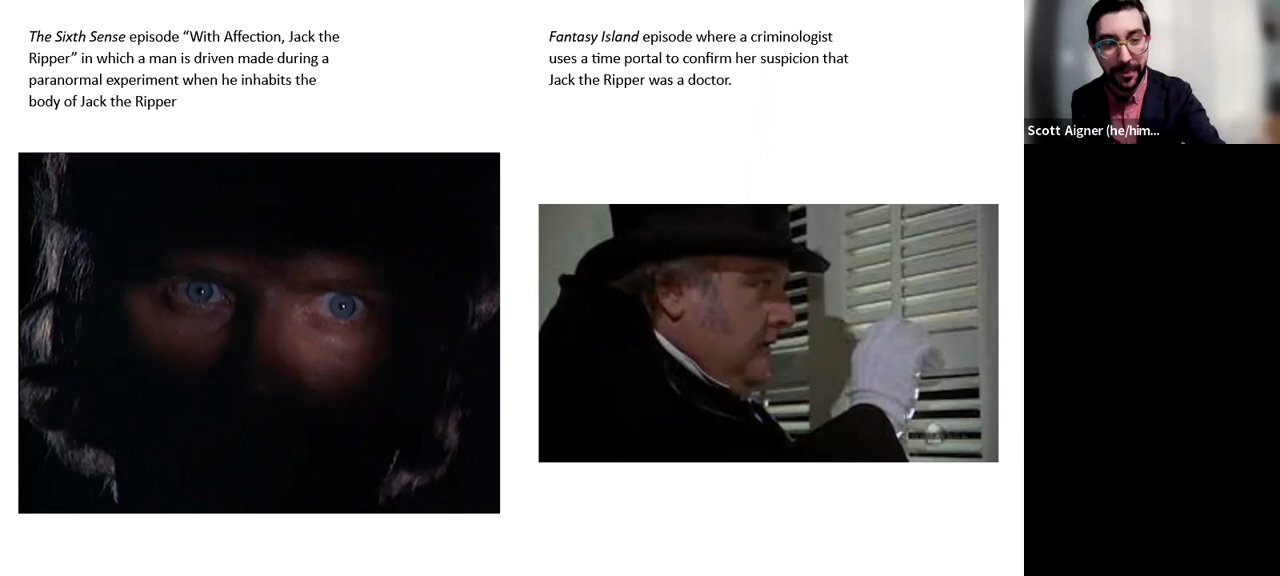 The Sixth Sense episode “With Affection, Jack the
Ripper” in which a man is driven made during a
paranormal experiment when he inhabits the
body of Jack the Ripper
Fantasy Island episode where a criminologist
uses a time portal to confirm her suspicion that
Jack the Ripper was a doctor.
Scott Aigner (he/him...